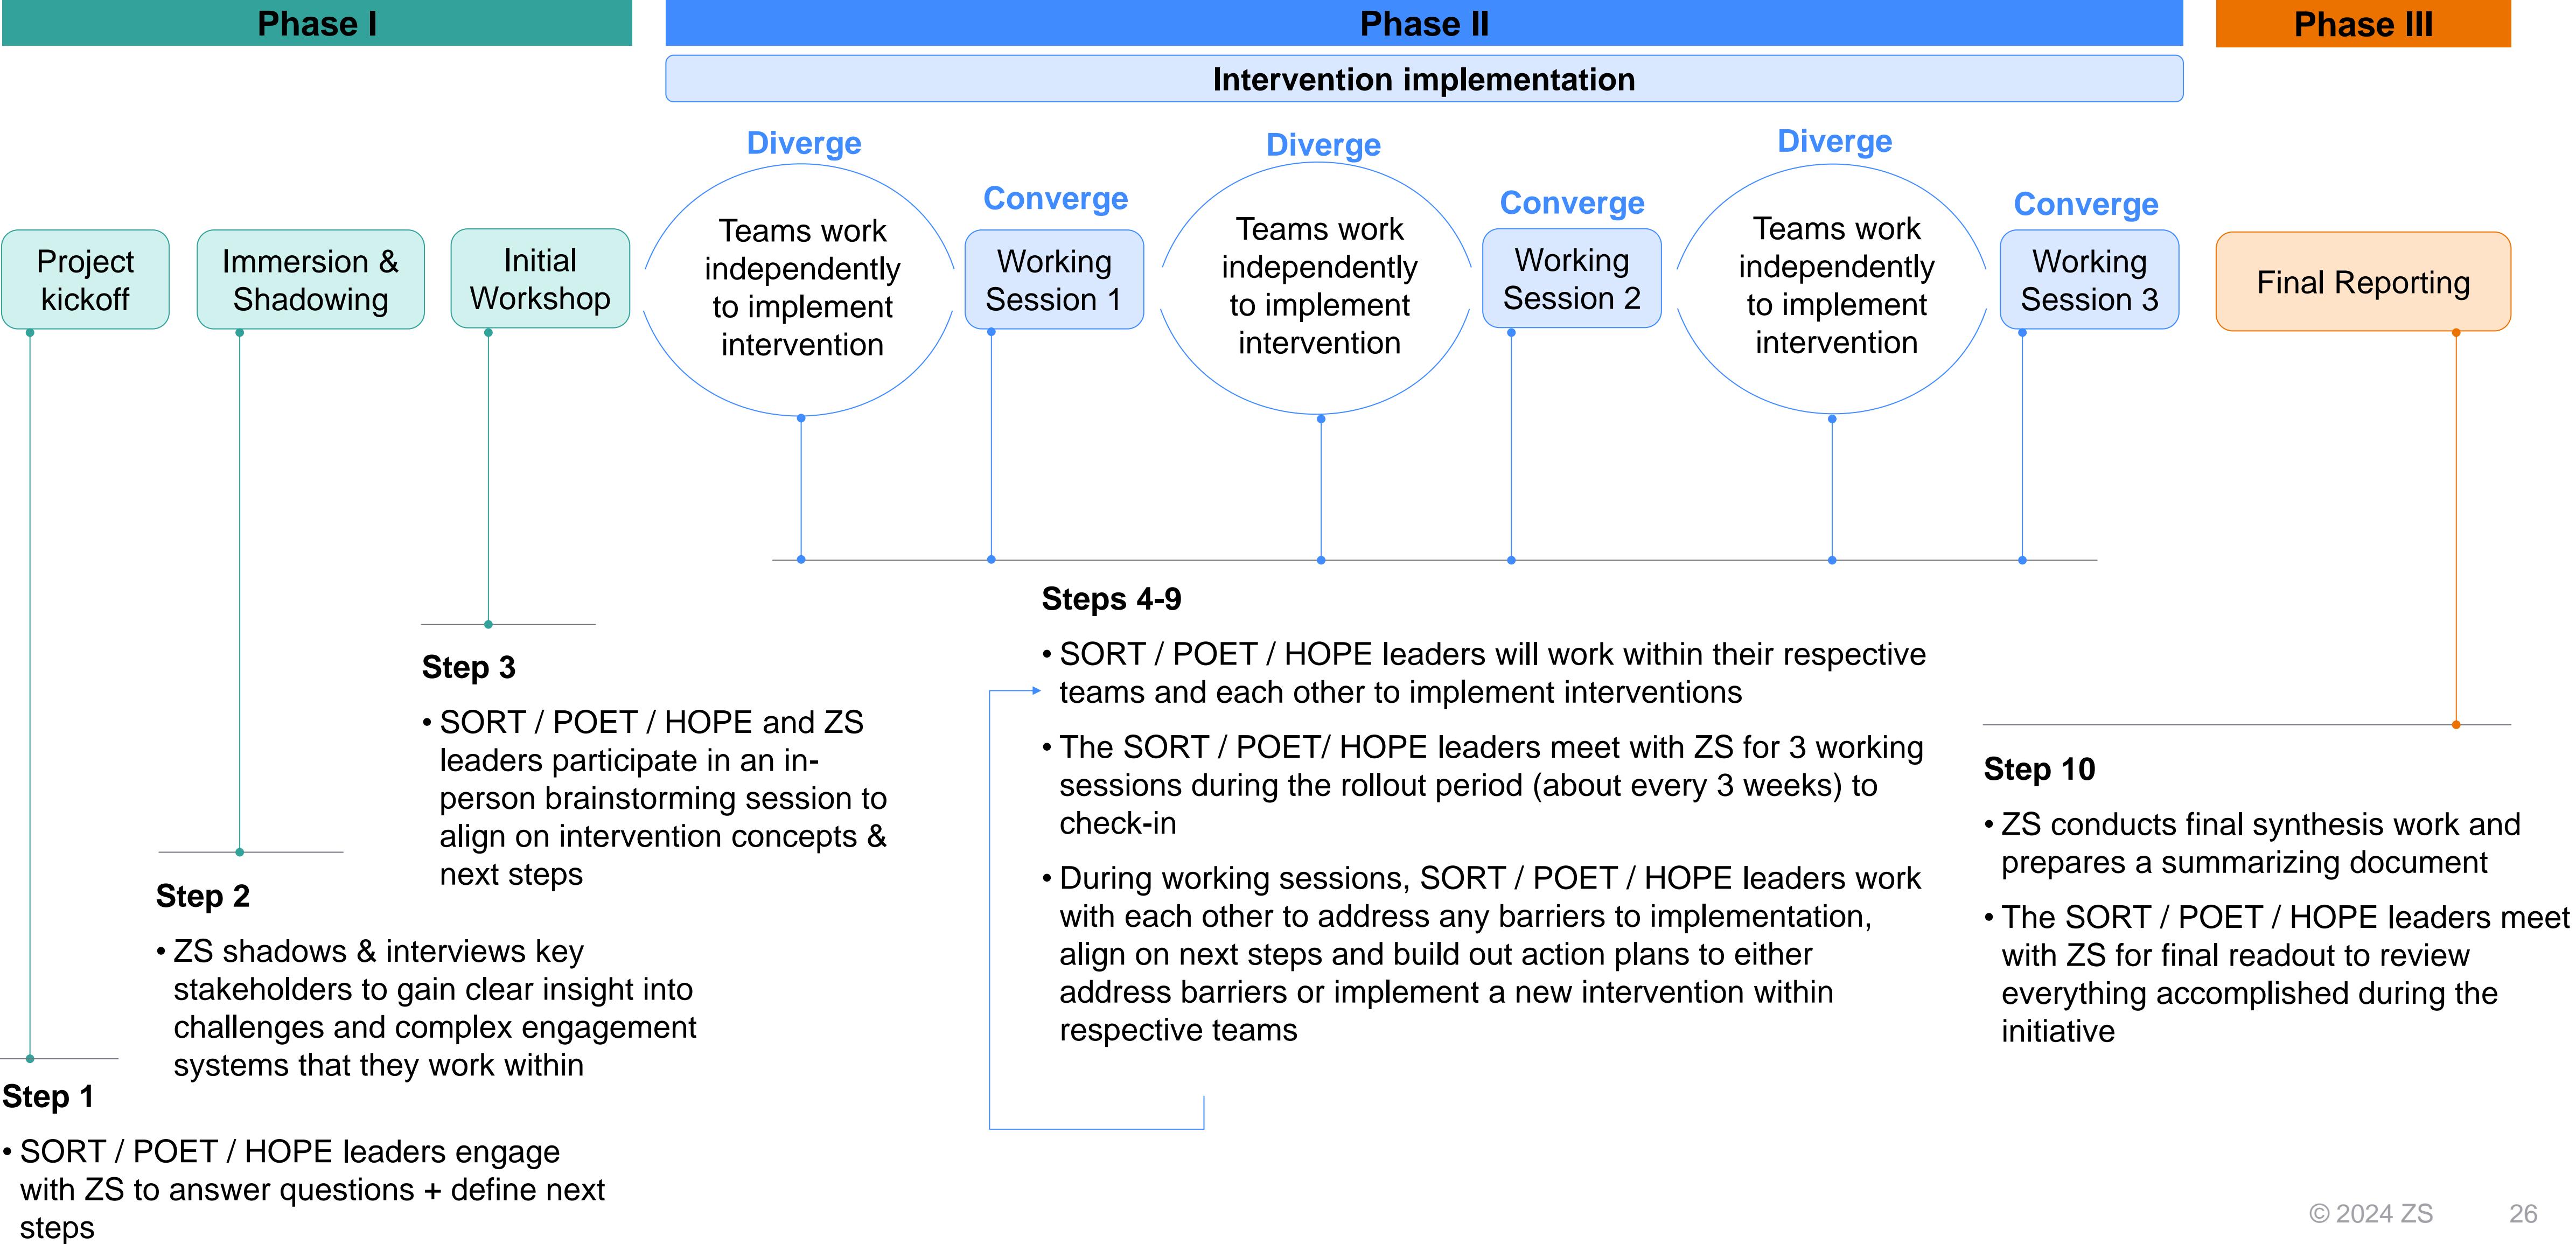 Phase I
Phase II
Phase III
Intervention implementation
Diverge
Diverge
Diverge
Converge
Converge
Converge
Project
kickoff
Immersion &
Shadowing
Initial
Workshop
Teams work
independently
to implement
intervention
Working
Session 1
Teams work
independently
to implement
intervention
Working
Session 2
Teams work
independently
to implement
intervention
Working
Session 3
Final Reporting
Step 1
• SORT / POET / HOPE leaders engage
with ZS to answer questions + define next
steps
Step 2
• ZS shadows & interviews key
stakeholders to gain clear insight into
challenges and complex engagement
systems that they work within
Step 3
• SORT / POET / HOPE and ZS
leaders participate in an in-
person brainstorming session to
align on intervention concepts &
next steps
Steps 4-9
• SORT / POET / HOPE leaders will work within their respective
teams and each other to implement interventions
• The SORT / POET/ HOPE leaders meet with ZS for 3 working
sessions during the rollout period (about every 3 weeks) to
check-in
• During working sessions, SORT / POET / HOPE leaders work
with each other to address any barriers to implementation,
align on next steps and build out action plans to either
address barriers or implement a new intervention within
respective teams
Step 10
• ZS conducts final synthesis work and
prepares a summarizing document
• The SORT / POET / HOPE leaders meet
with ZS for final readout to review
everything accomplished during the
initiative
© 2024 ZS
26